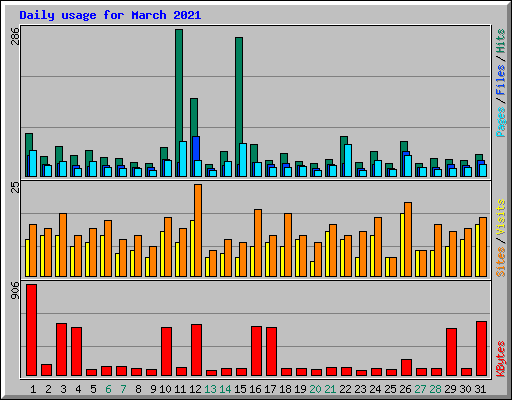 Daily usage for March 2021
286
Pages / Files / Hits
25
Sites / Visits
906
KBytes
1 2 3 4 5 6 7 8 9 10 11 12 13 14 15 16 17 18 19 20 21 22 23 24 25 26 27 28 29 30 31